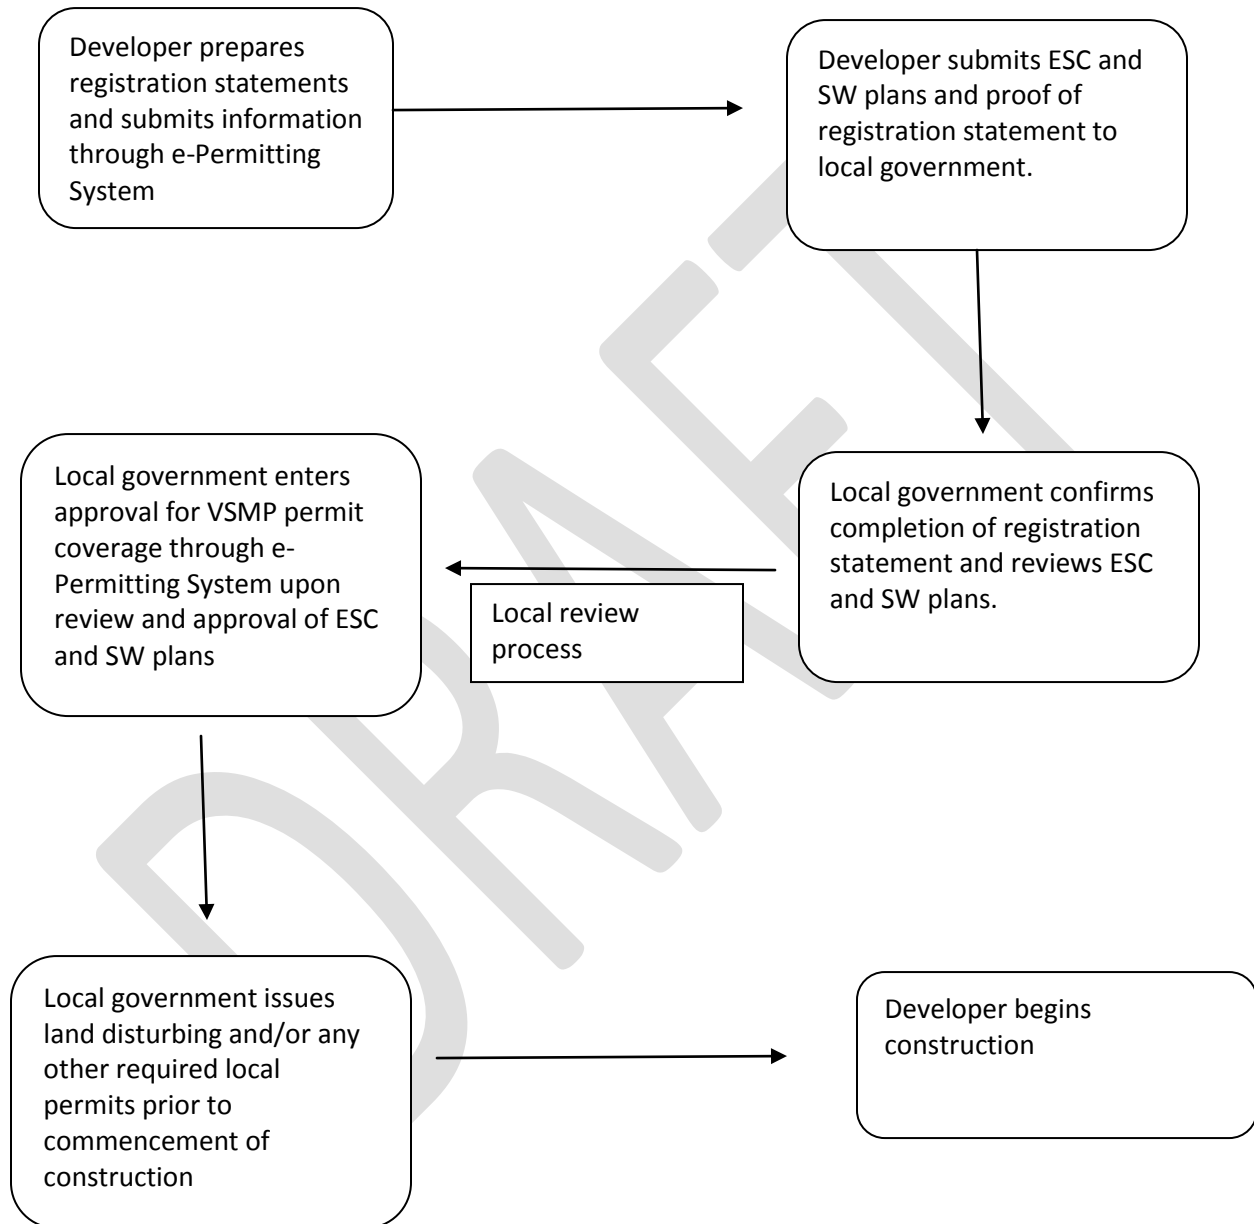 Developer prepares
registration statements
and submits information
through e-Permitting
System
Developer submits ESC and
SW plans and proof of
registration statement to
local government.
Local government confirms
completion of registration
statement and reviews ESC
and SW plans.
Local review
process
Local government enters
approval for VSMP permit
coverage through e-
Permitting System upon
review and approval of ESC
and SW plans
Local government issues
land disturbing and/or any
other required local
permits prior to
commencement of
construction
Developer begins
construction
DRAFT